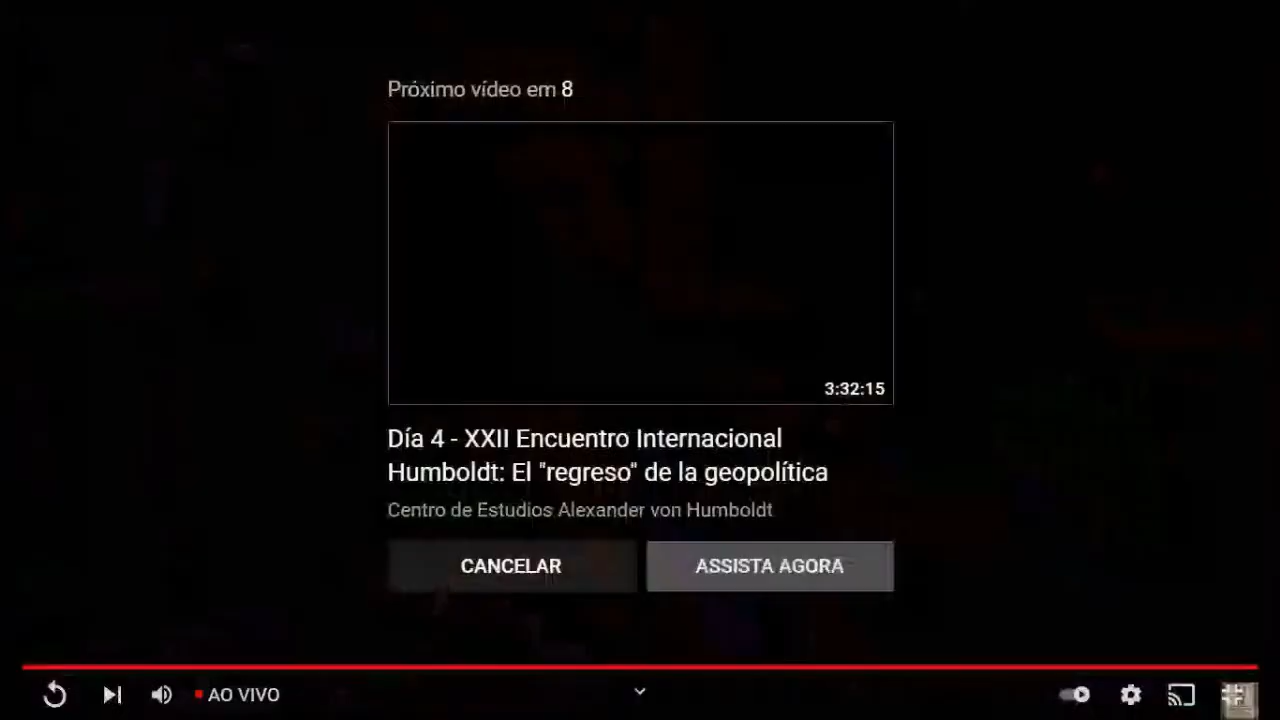 Próximo vídeo em 8
3:32:15
Día 4 - XXII Encuentro Internacional
Humboldt: El "regreso" de la geopolítica
Centro de Estudios Alexander von Humboldt
CANCELAR
ASSISTA AGORA
AO VIVO